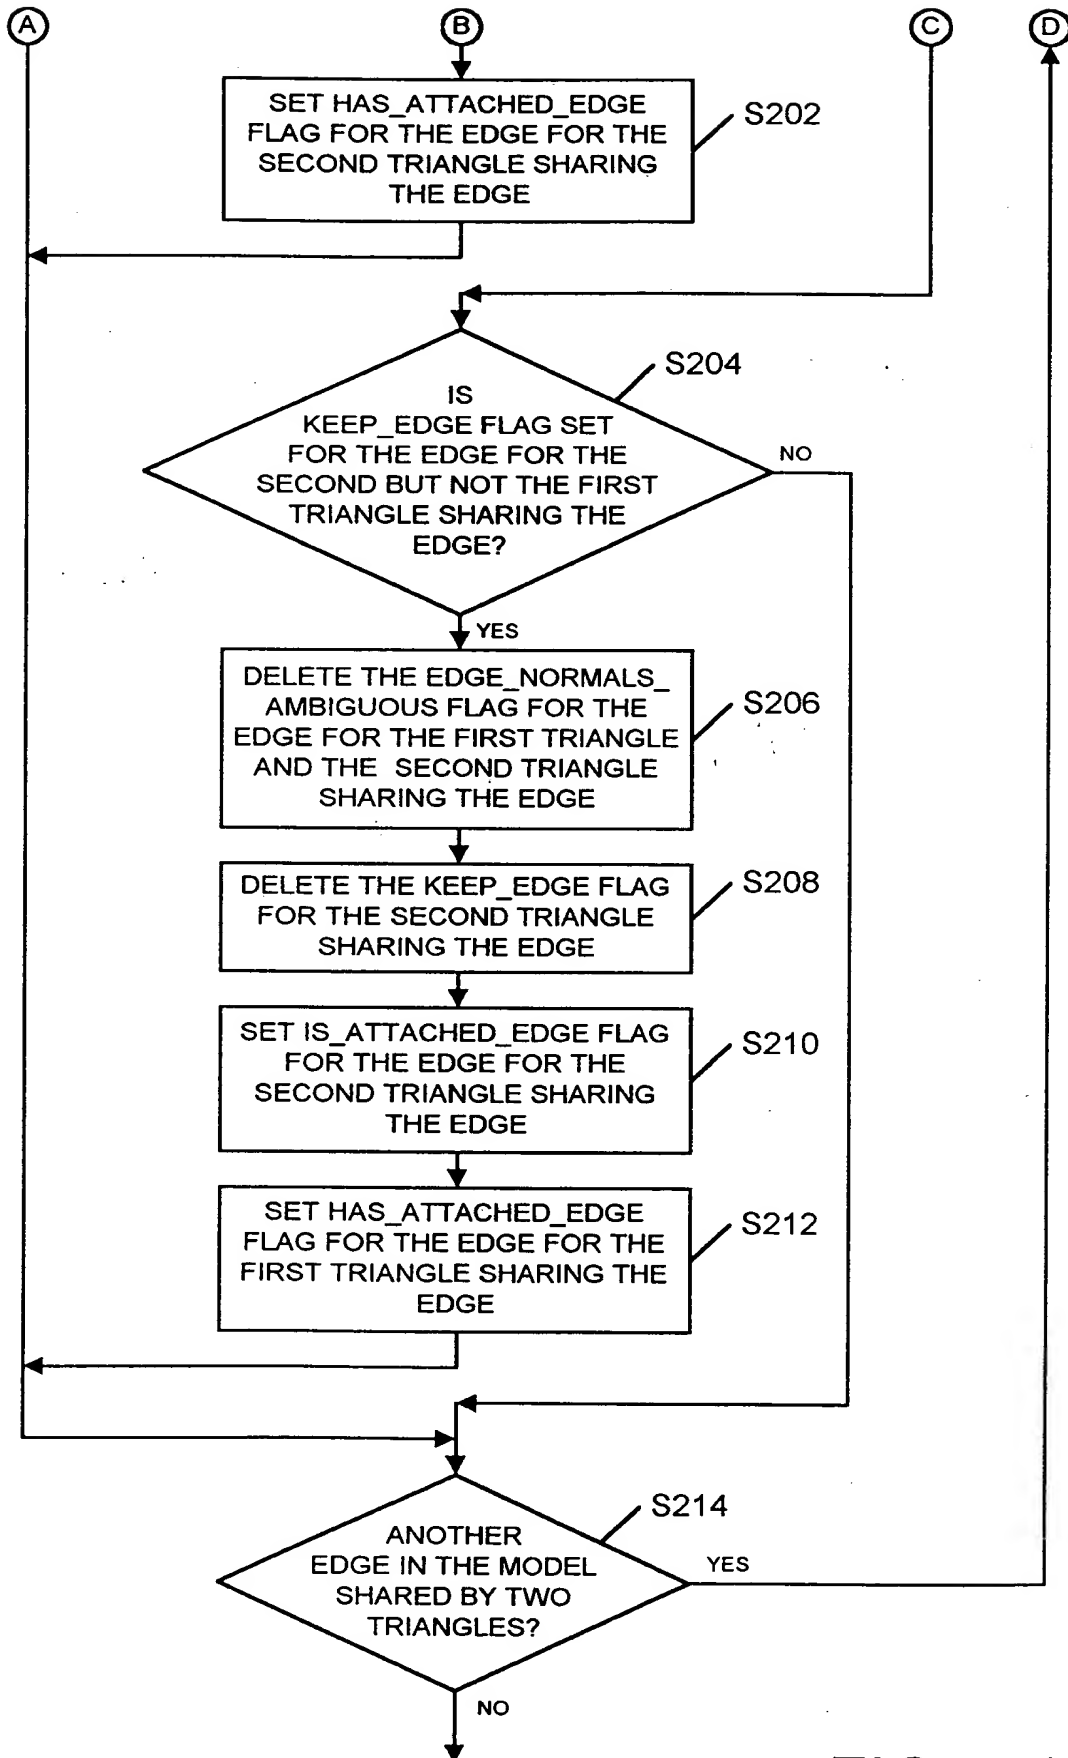 A
B
C
D
SET HAS_ATTACHED_EDGE
FLAG FOR THE EDGE FOR THE
SECOND TRIANGLE SHARING
THE EDGE
S202
IS
KEEP_EDGE FLAG SET
FOR THE EDGE FOR THE
SECOND BUT NOT THE FIRST
TRIANGLE SHARING THE
EDGE?
S204
NO
YES
DELETE THE EDGE_NORMALS_
AMBIGUOUS FLAG FOR THE
EDGE FOR THE FIRST TRIANGLE
AND THE SECOND TRIANGLE
SHARING THE EDGE
S206
DELETE THE KEEP_EDGE FLAG
FOR THE SECOND TRIANGLE
SHARING THE EDGE
S208
SET IS_ATTACHED_EDGE FLAG
FOR THE EDGE FOR THE
SECOND TRIANGLE SHARING
THE EDGE
S210
SET HAS_ATTACHED_EDGE
FLAG FOR THE EDGE FOR THE
FIRST TRIANGLE SHARING THE
EDGE
S212
ANOTHER
EDGE IN THE MODEL
SHARED BY TWO
TRIANGLES?
S214
YES
NO